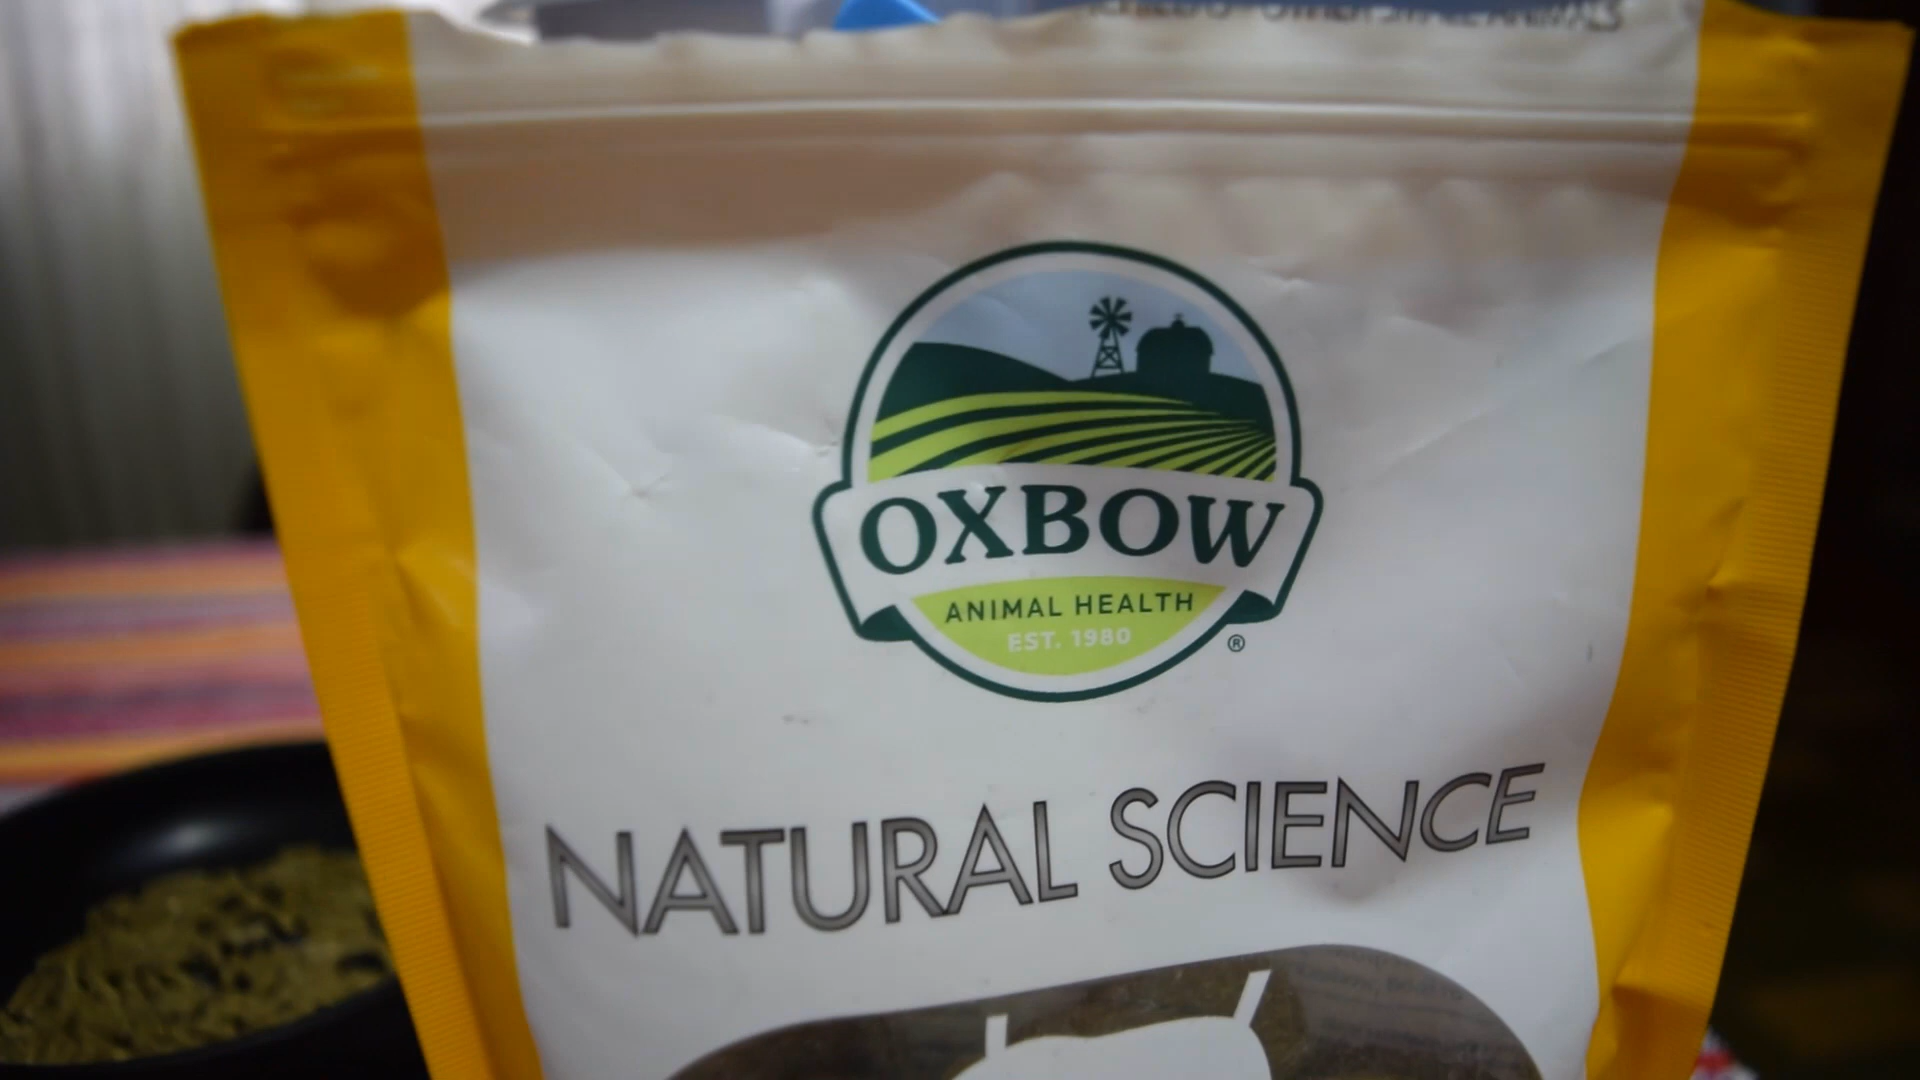 OXBOW
ANIMAL HEALTH
EST. 1980
®
NATURAL SCIENCE